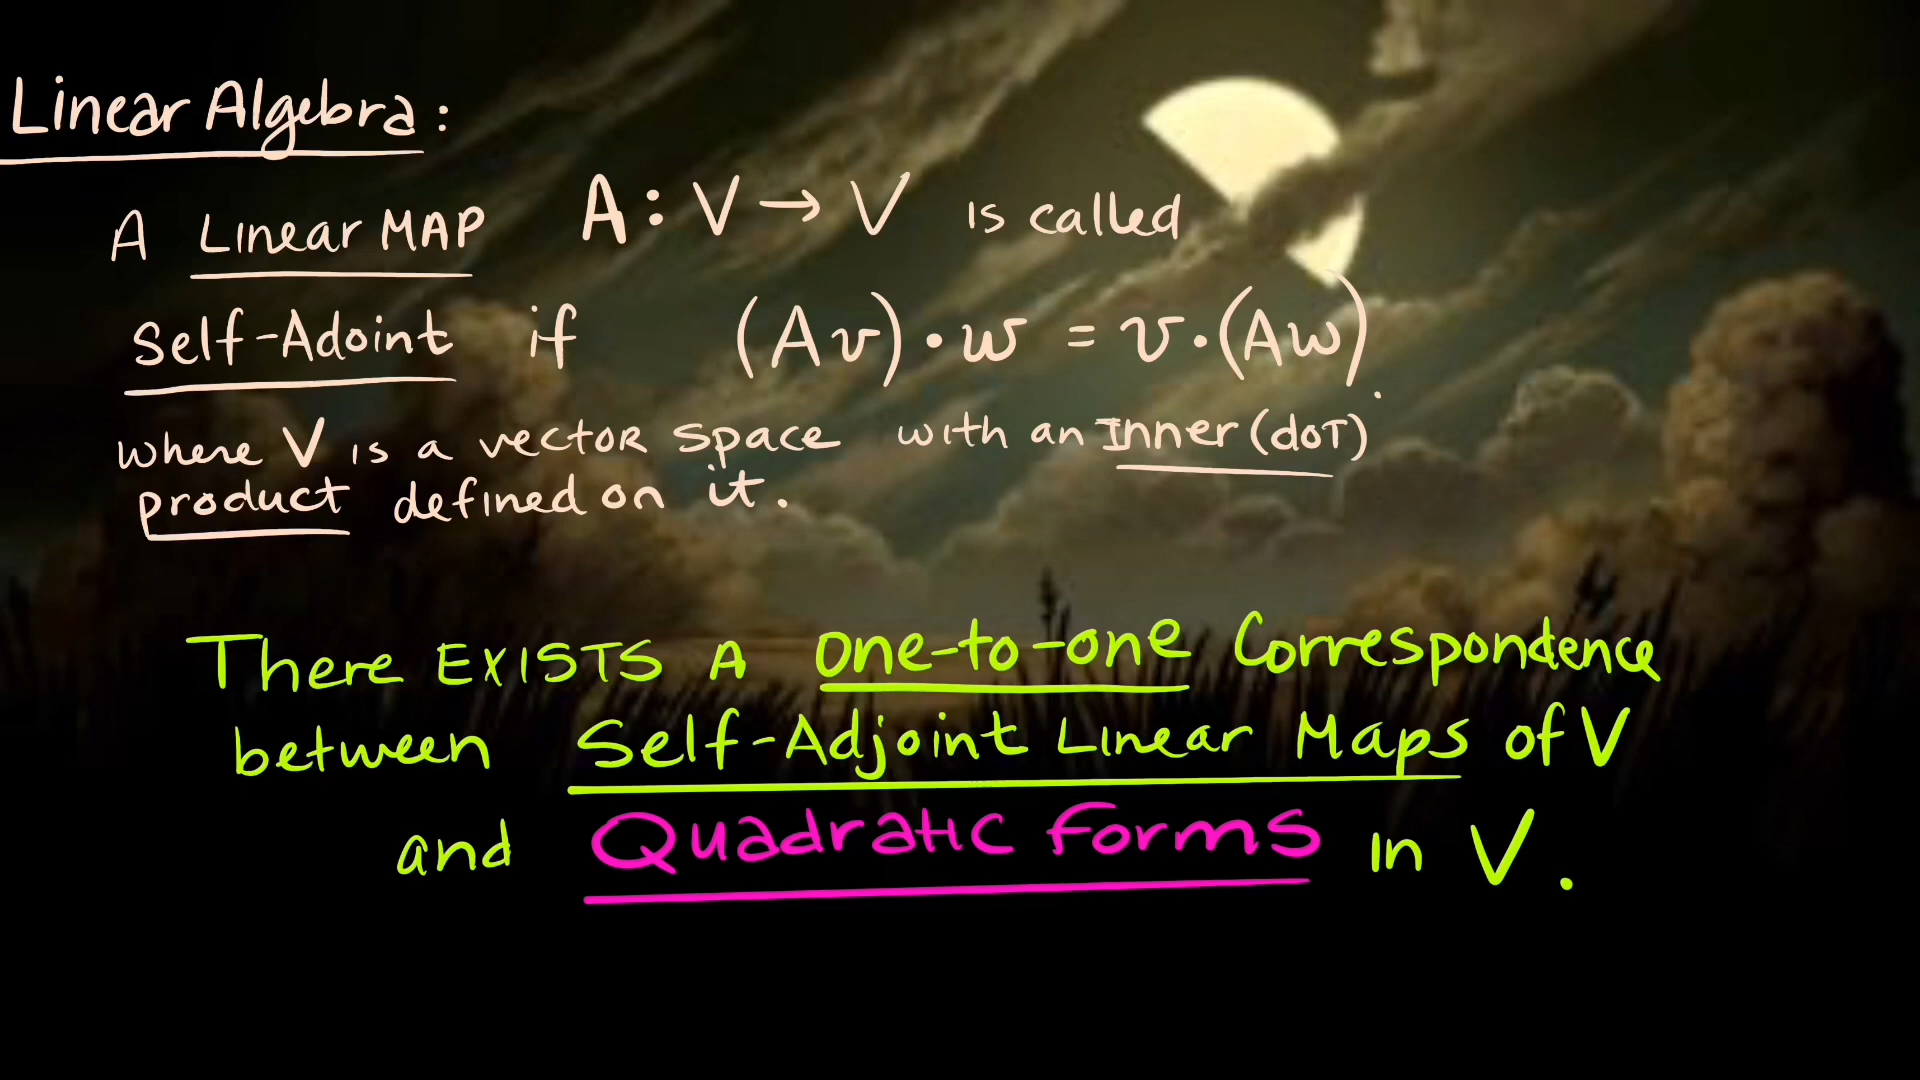 Linear Algebra:
A Linear MAP A: V → V is called
Self-Adoint if (Av)•w = v•(Aw).
where V is a vector space with an Inner (dot)
product defined on it.
There EXISTS A one-to-one Correspondence
between Self-Adjoint Linear Maps of V
and Quadratic forms in V.